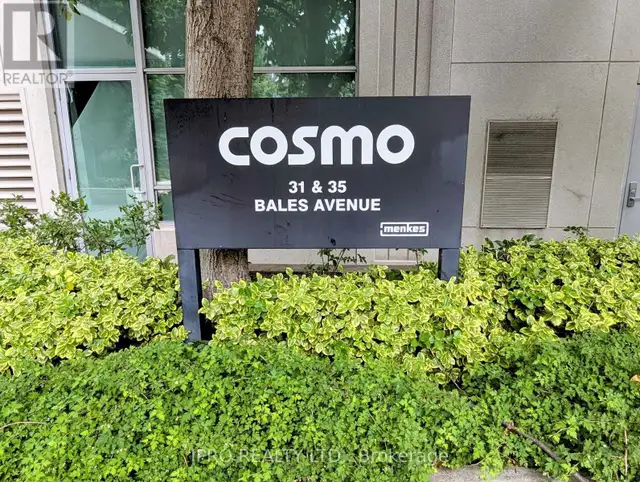 COSMO
31 & 35
BALES AVENUE
menkes
REALTOR®
IPRO REALTY LTD. Brokerage